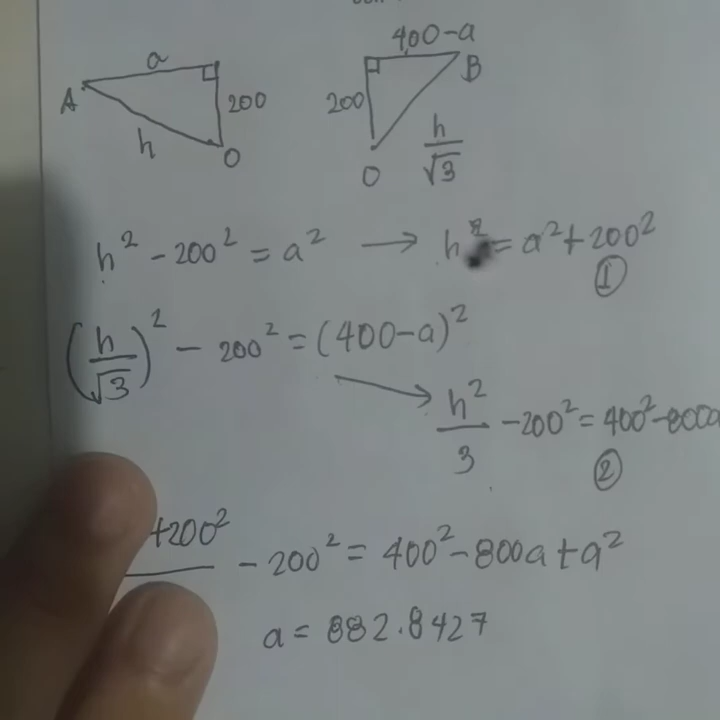 a
400-a
A
200
200
B
h
O
O
h/√3
h² - 200² = a² → h² = a² + 200²
①
(h/√3)² - 200² = (400-a)²
→ h²/3 - 200² = 400² - 800a
②
+200²
- 200² = 400² - 800a + a²
a = 882.8427